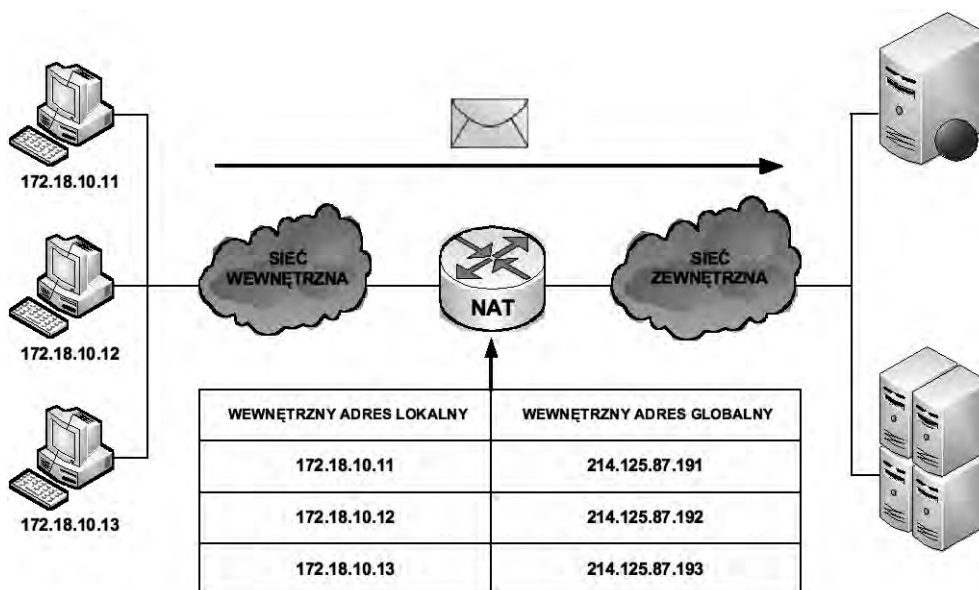 172.18.10.11
SIEĆ
WEWNĘTRZNA
SIEĆ
ZEWNĘTRZNA
NAT
172.18.10.12
WEWNĘTRZNY ADRES LOKALNY
WEWNĘTRZNY ADRES GLOBALNY
172.18.10.11
214.125.87.191
172.18.10.12
214.125.87.192
172.18.10.13
172.18.10.13
214.125.87.193